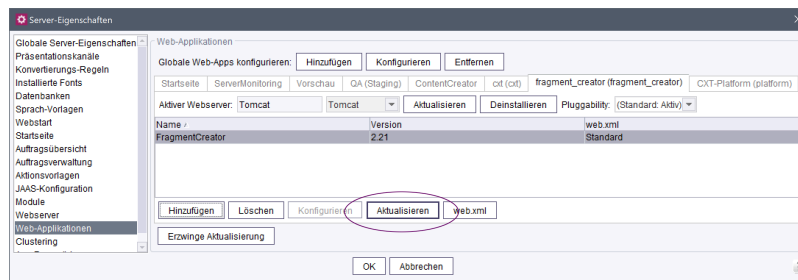 Server-Eigenschaften
Globale Server-Eigenschaften
Präsentationskanäle
Konvertierungs-Regeln
Installierte Fonts
Datenbanken
Sprach-Vorlagen
Webstart
Startseite
Auftragsübersicht
Auftragsverwaltung
Aktionsvorlagen
JAAS-Konfiguration
Module
Webserver
Web-Applikationen
Clustering
Web-Applikationen
Globale Web-Apps konfigurieren: Hinzufügen Konfigurieren Entfernen
Startseite ServerMonitoring Vorschau QA (Staging) ContentCreator cxt (cxt) fragment_creator (fragment_creator) CXT-Platform (platform)
Aktiver Webserver: Tomcat Tomcat Aktualisieren Deinstallieren Pluggability: (Standard: Aktiv)
Name Version web.xml
FragmentCreator 2.21 Standard
Hinzufügen Löschen Konfigurieren Aktualisieren web.xml
Erzwinge Aktualisierung
OK Abbrechen